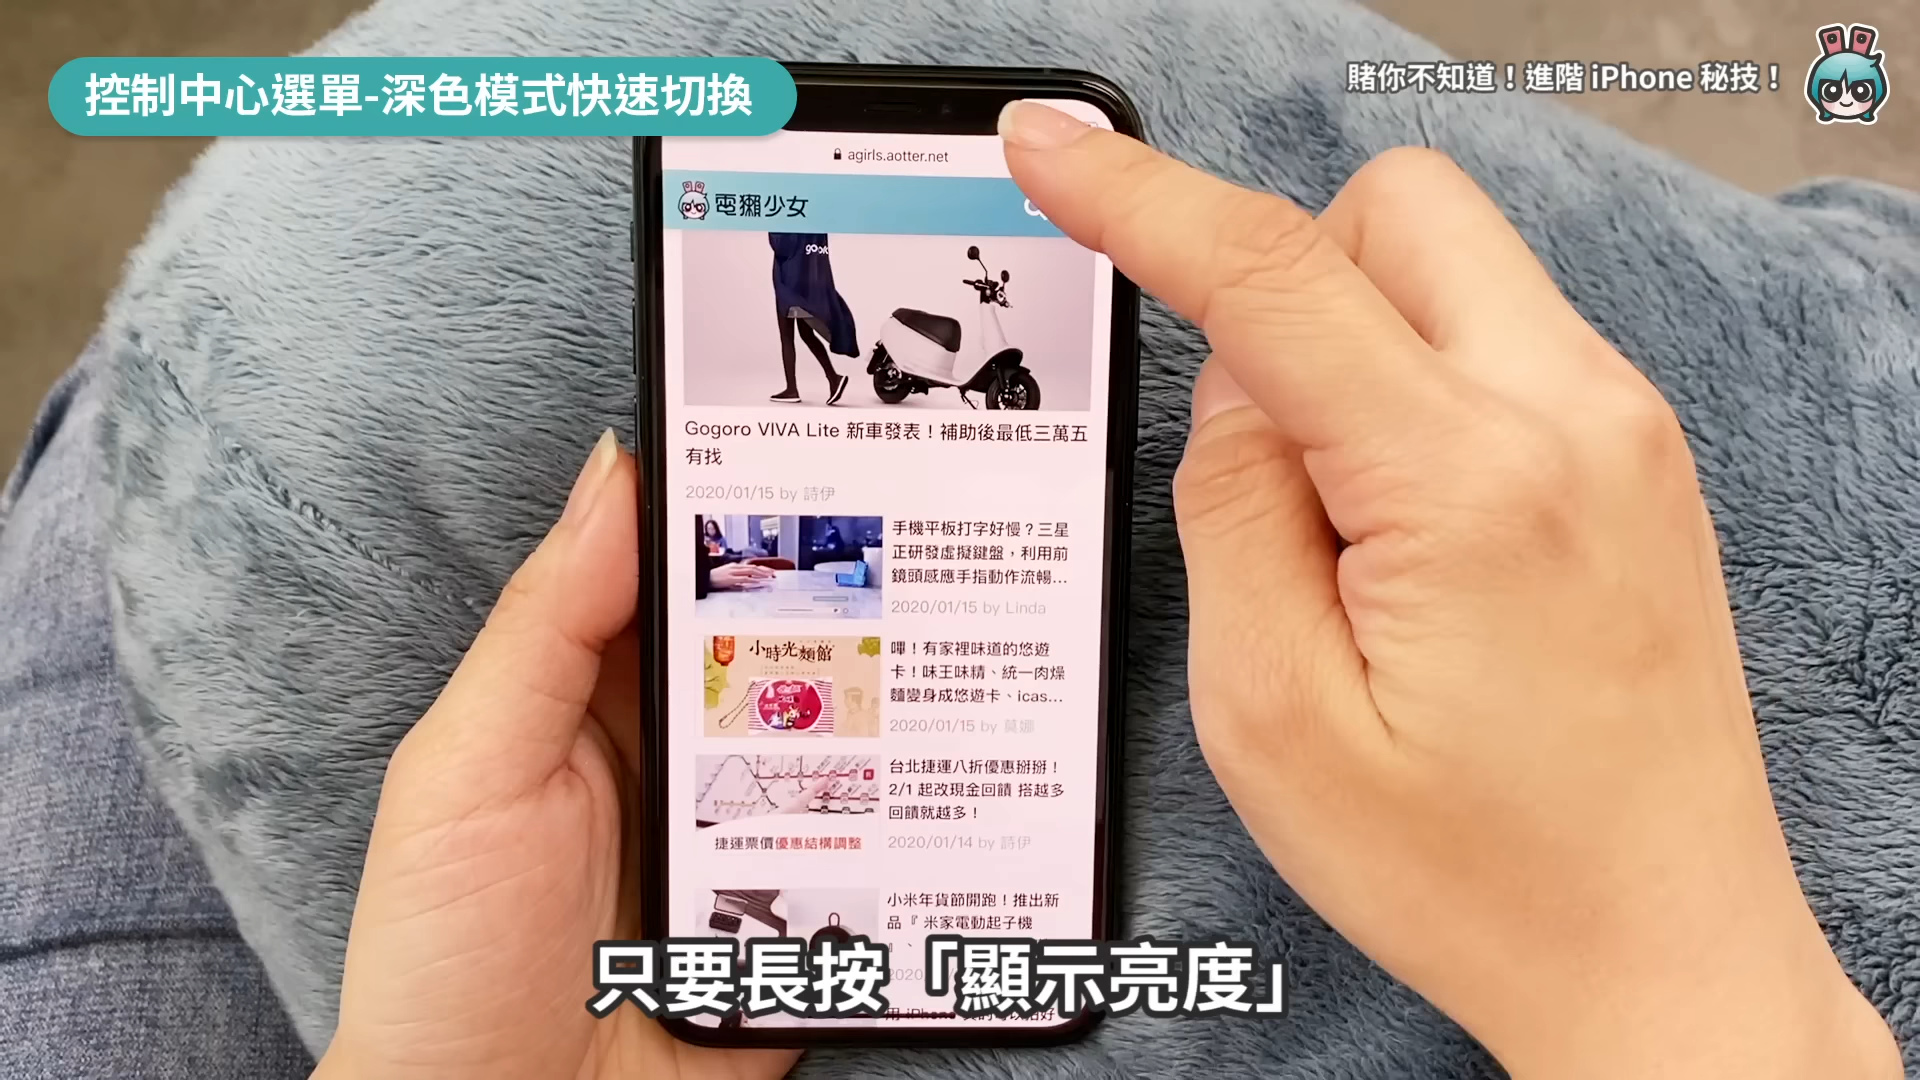 控制中心選單-深色模式快速切換
賭你不知道！進階 iPhone 秘技！
agirls.aotter.net
電獺少女
Gogoro VIVA Lite 新車發表！補助後最低三萬五
有找
2020/01/15 by 詩伊
手機平板打字好慢？三星
正研發虛擬鍵盤，利用前
鏡頭感應手指動作流暢...
2020/01/15 by Linda
小時光麵館
嗶！有家裡味道的悠遊
卡！味王味精、統一肉燥
麵變身成悠遊卡、icas...
2020/01/15 by 莫娜
台北捷運八折優惠掰掰！
2/1 起改現金回饋 搭越多
回饋就越多！
捷運票價優惠結構調整
2020/01/14 by 詩伊
小米年貨節開跑！推出新
品『 米家電動起子機
』、
只要長按「顯示亮度」